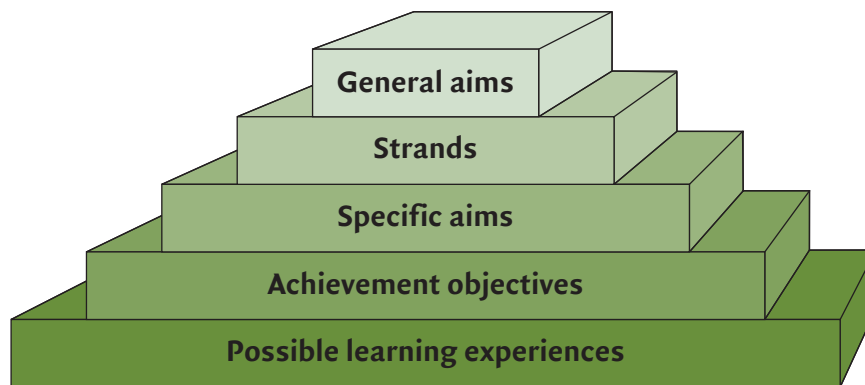 General aims
Strands
Specific aims
Achievement objectives
Possible learning experiences